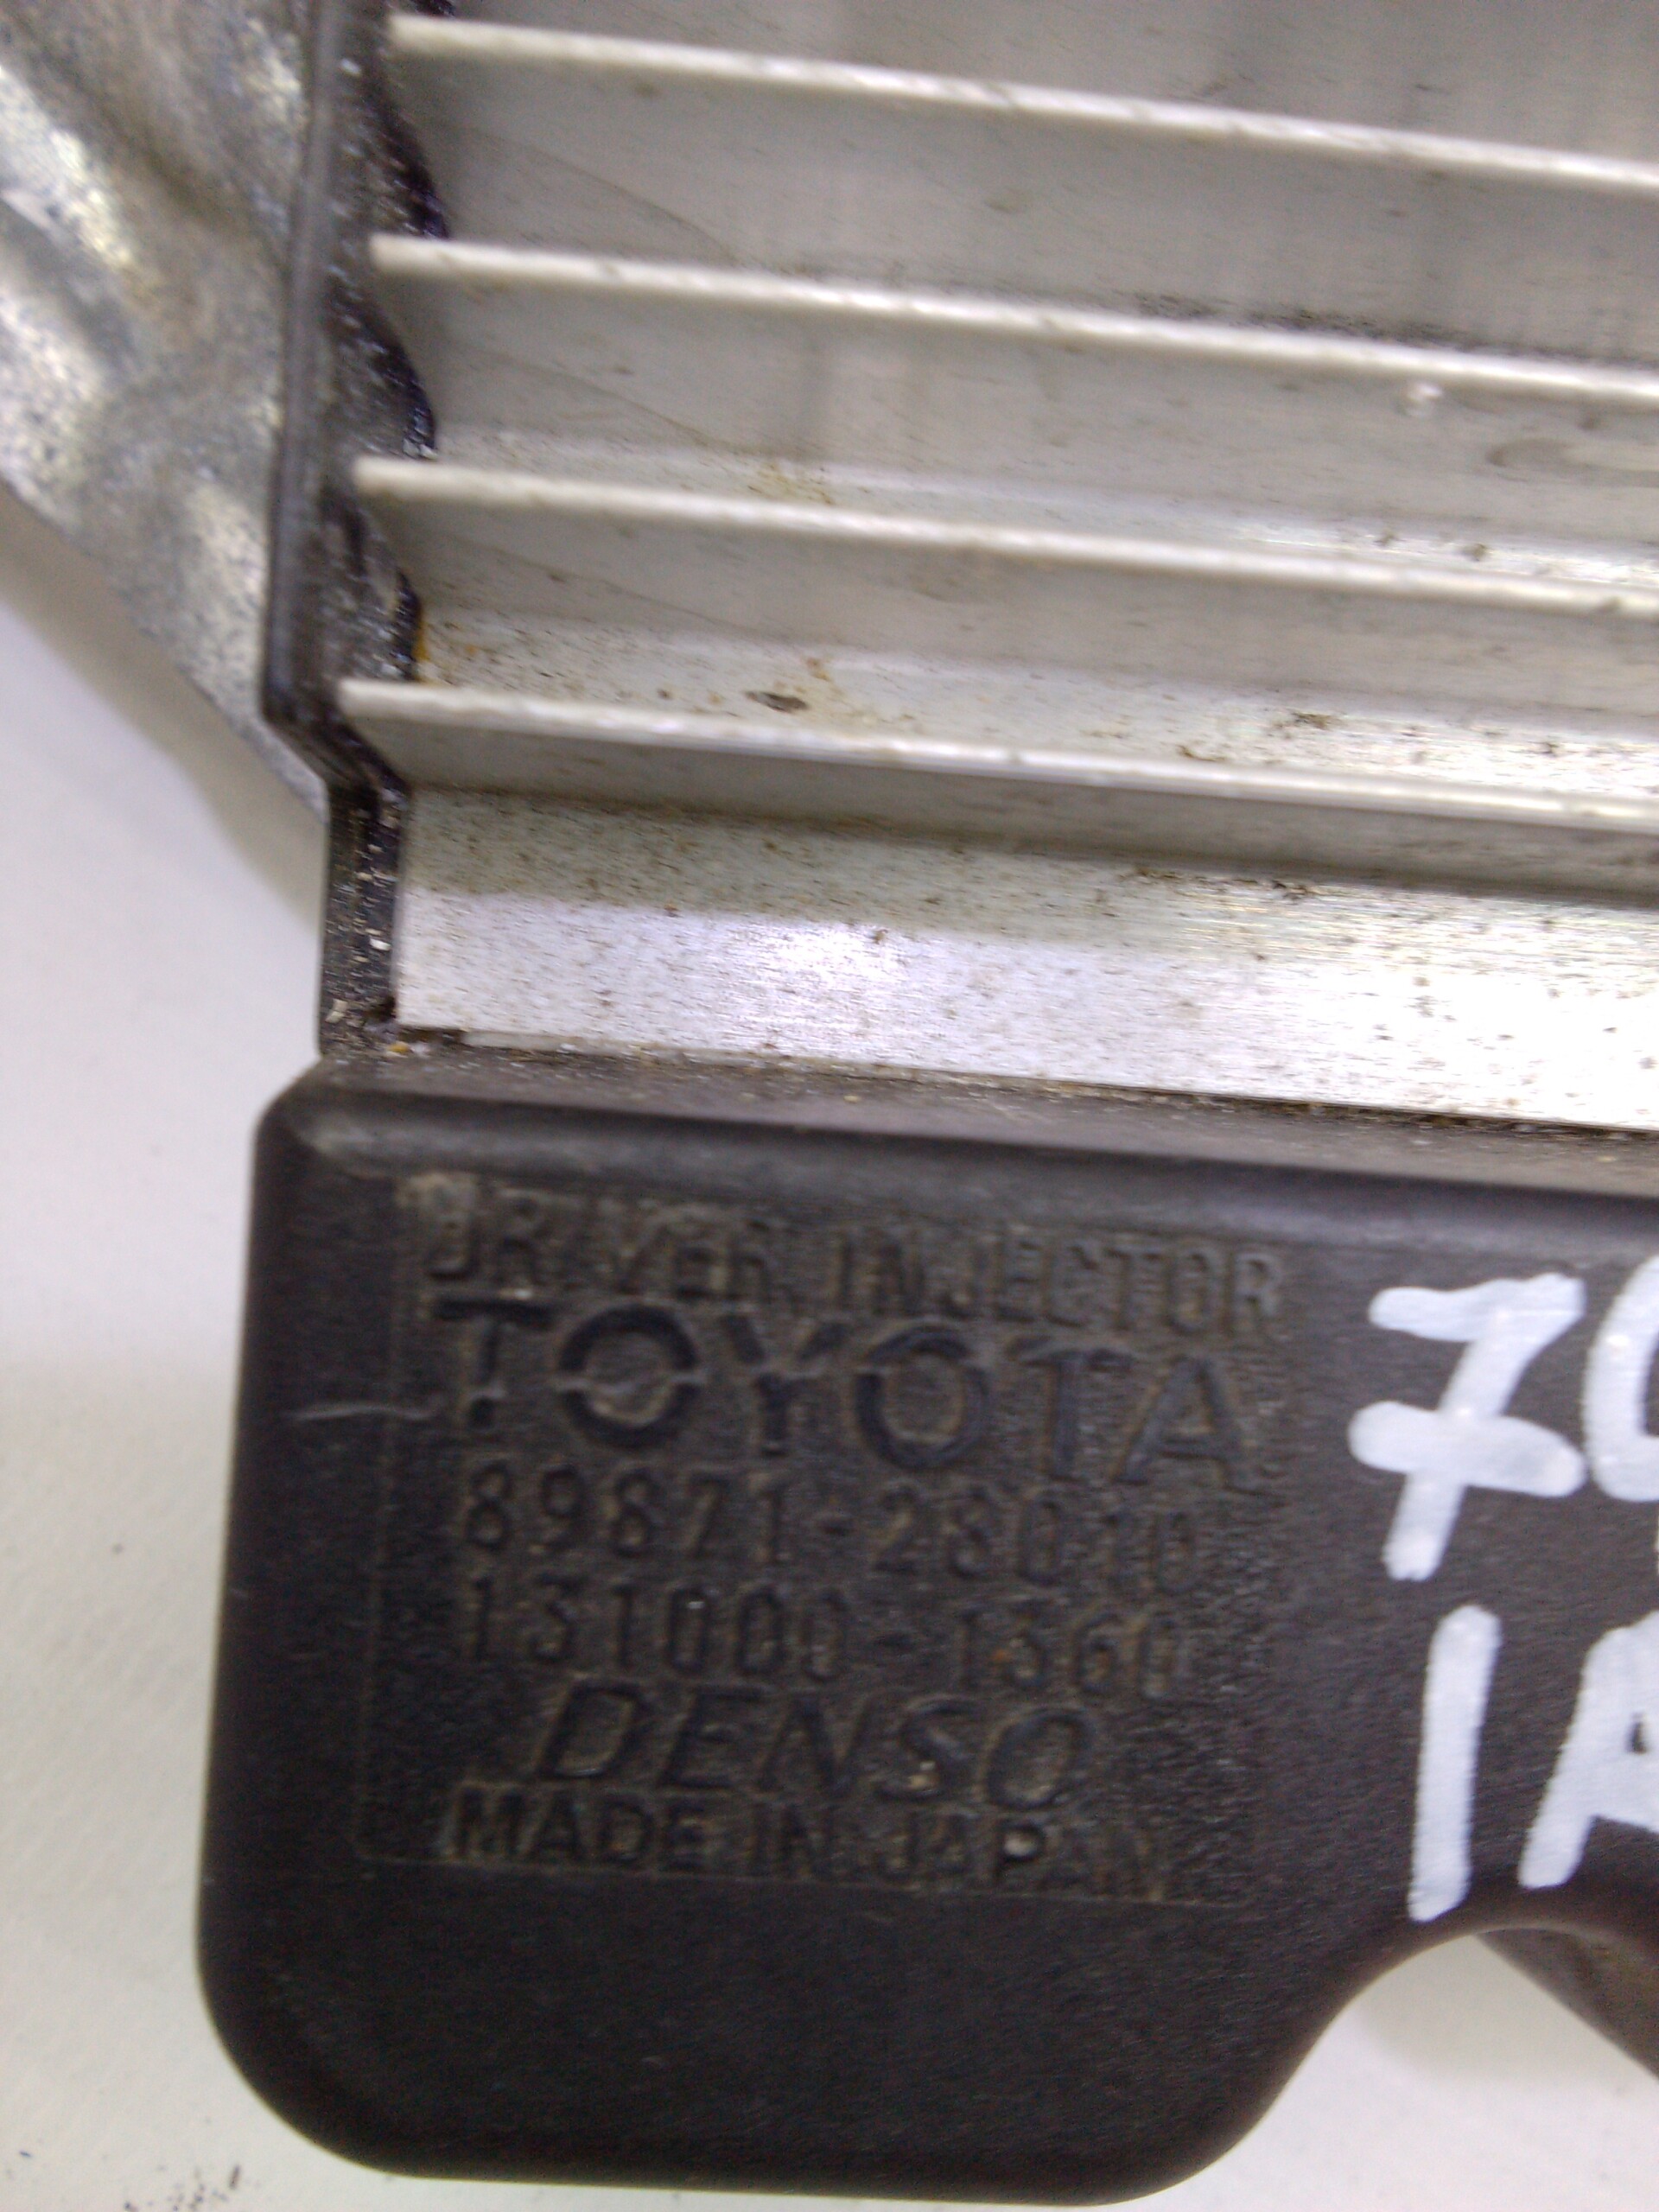 DRIVER, INJECTOR
TOYOTA
89871-28010
131000-1360
DENSO
MADE IN JAPAN